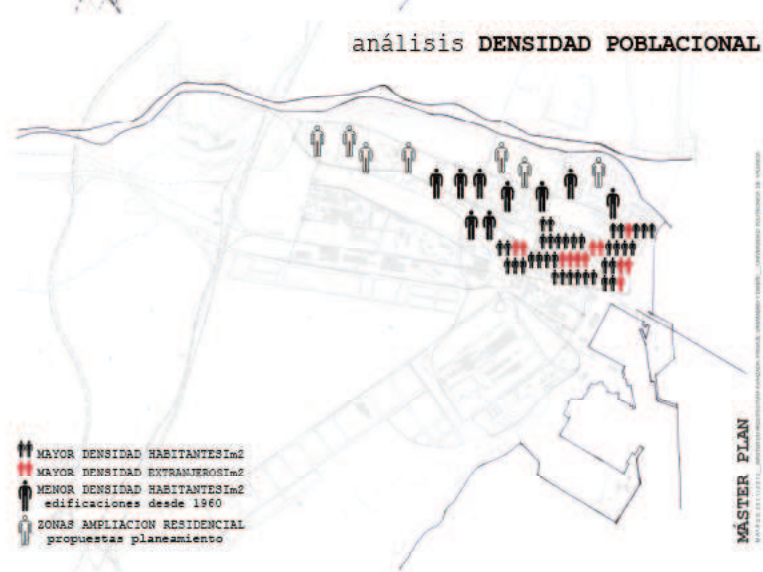 análisis DENSIDAD POBLACIONAL
MAYOR DENSIDAD HABITANTESIm2
MAYOR DENSIDAD EXTRANJEROSIm2
MENOR DENSIDAD HABITANTESIm2
edificaciones desde 1960
ZONAS AMPLIACION RESIDENCIAL
propuestas planeamiento
MÁSTER PLAN